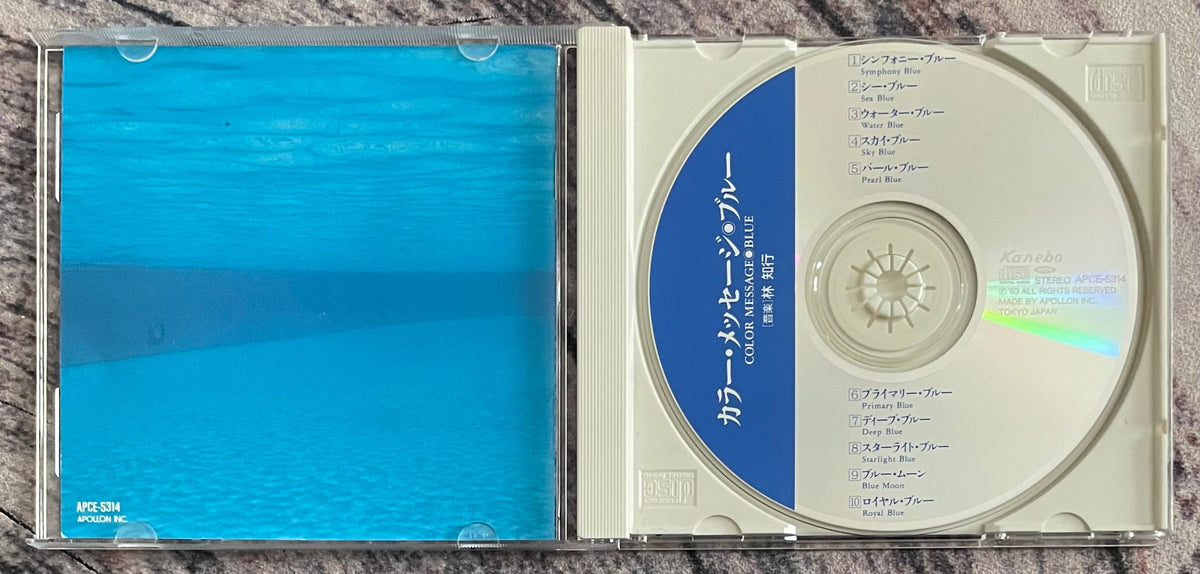 APCE-5314
APOLLON INC.
カラー・メッセージ◉ブルー
COLOR MESSAGE●BLUE
[音楽]林 知行
1 シンフォニー・ブルー
Symphony Blue
2 シー・ブルー
Sea Blue
3 ウォーター・ブルー
Water Blue
4 スカイ・ブルー
Sky Blue
5 パール・ブルー
Pearl Blue
Kanebo
disc STEREO APCE-5314
℗'93 ALL RIGHTS RESERVED.
MADE BY APOLLON INC.
TOKYO JAPAN
6 プライマリー・ブルー
Primary Blue
7 ディープ・ブルー
Deep Blue
8 スターライト・ブルー
Starlight Blue
9 ブルー・ムーン
Blue Moon
10 ロイヤル・ブルー
Royal Blue
disc
disc